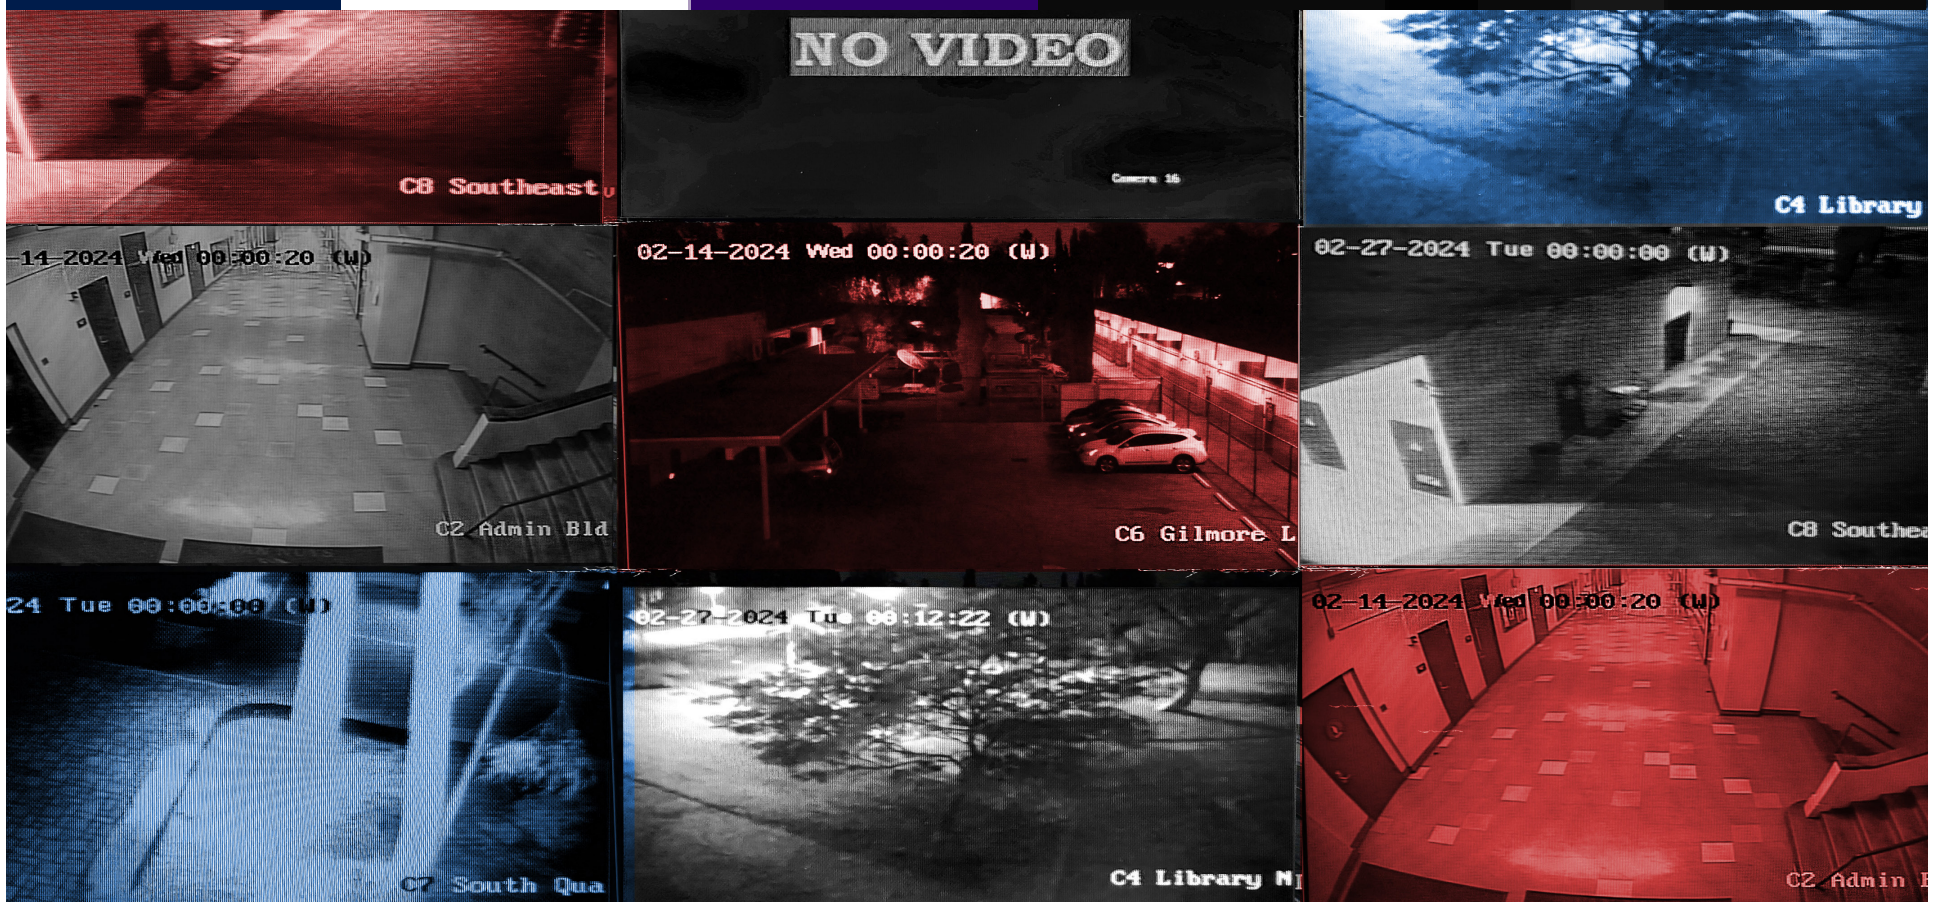 C8 Southeast
NO VIDEO
Camera 16
C4 Library
-14-2024 Wed 00:00:20 (W)
C2 Admin Bld
02-14-2024 Wed 00:00:20 (W)
C6 Gilmore L
02-27-2024 Tue 00:00:00 (W)
C8 Southea
24 Tue 00:00:00 (W)
C7 South Qua
02-27-2024 Tue 00:12:22 (W)
C4 Library N
02-14-2024 Wed 00:00:20 (W)
C2 Admin B